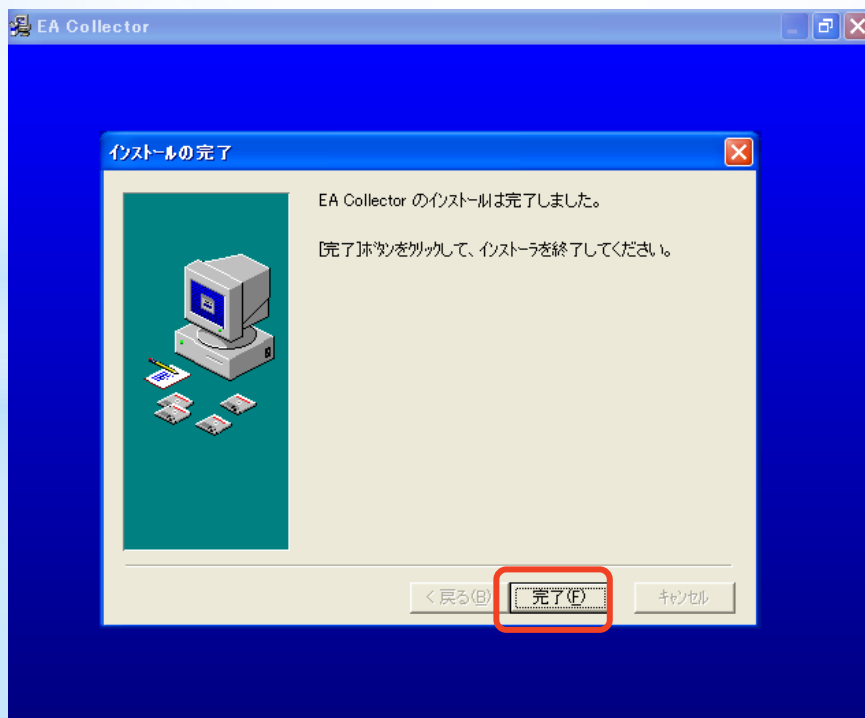 EA Collector
インストールの完了
EA Collector のインストールは完了しました。
[完了]ボタンをクリックして、インストーラを終了してください。
< 戻る(B)
完了(F)
キャンセル